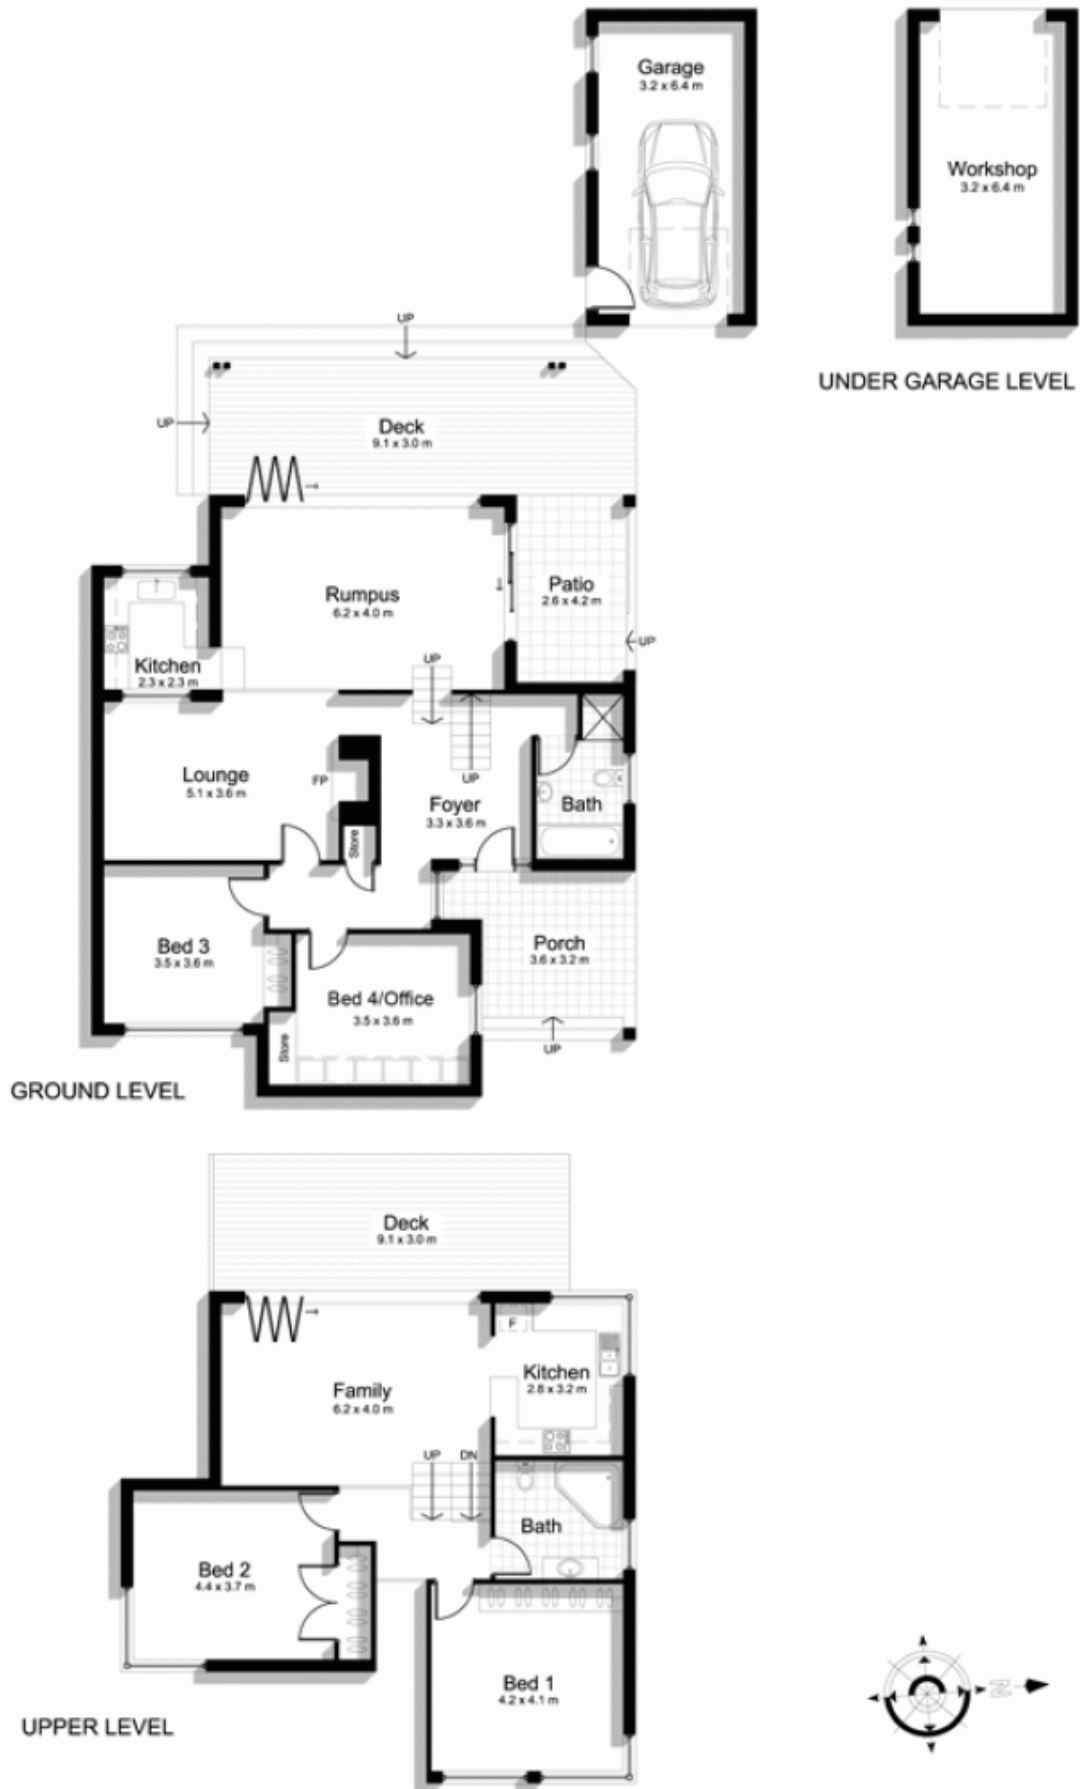 Garage
3.2 x 6.4 m
Workshop
3.2 x 6.4 m
UNDER GARAGE LEVEL
UP
UP
Deck
9.1 x 3.0 m
Rumpus
6.2 x 4.0 m
Patio
2.6 x 4.2 m
UP
Kitchen
2.3 x 2.3 m
UP
Lounge
5.1 x 3.6 m
FP
UP
Foyer
3.3 x 3.6 m
Bath
Store
Bed 3
3.5 x 3.6 m
Porch
3.6 x 3.2 m
Bed 4/Office
3.5 x 3.6 m
Store
UP
GROUND LEVEL
Deck
9.1 x 3.0 m
F
Kitchen
2.8 x 3.2 m
Family
6.2 x 4.0 m
UP DN
Bath
Bed 2
4.4 x 3.7 m
Bed 1
4.2 x 4.1 m
N
UPPER LEVEL